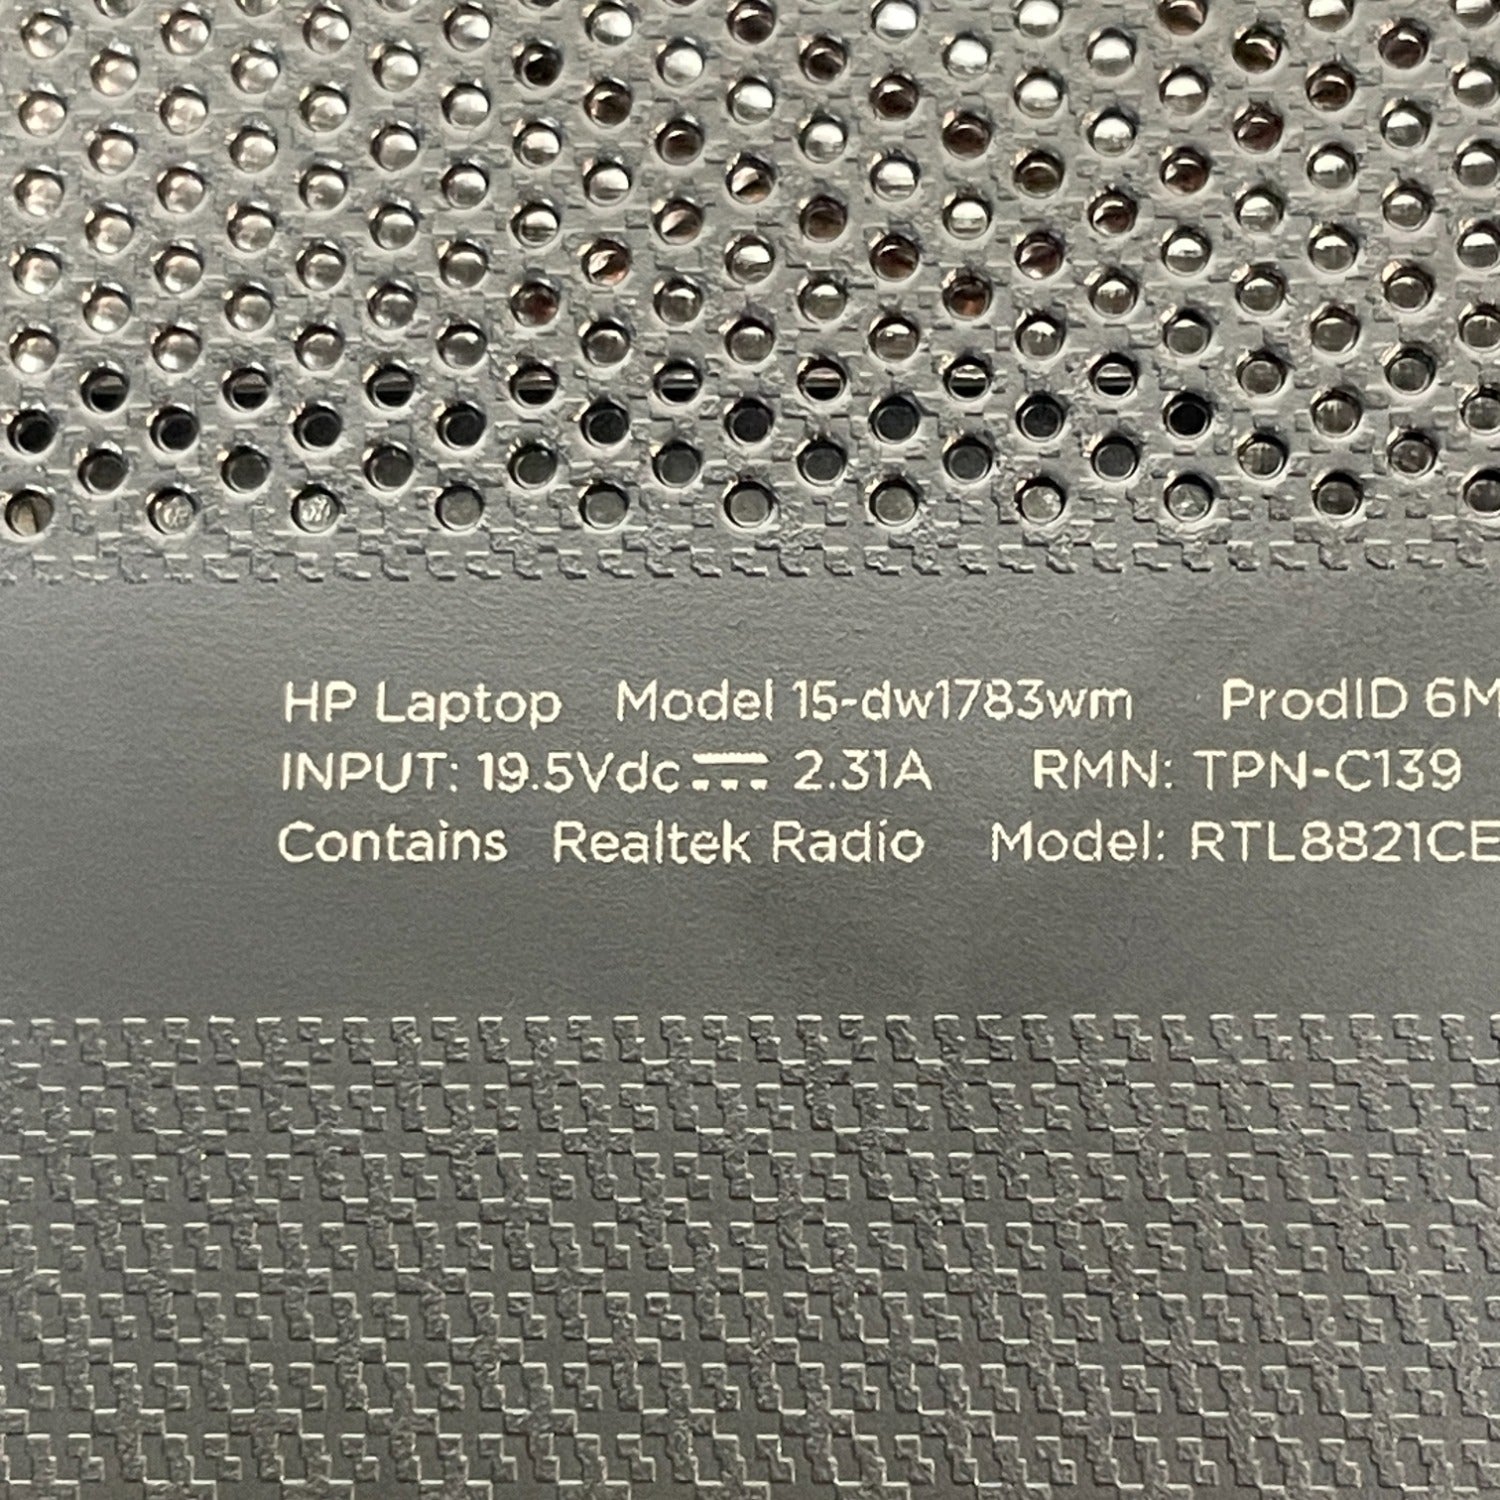 HP Laptop Model 15-dw1783wm ProdID 6M
INPUT: 19.5Vdc⎓ 2.31A RMN: TPN-C139
Contains Realtek Radio Model: RTL8821CE